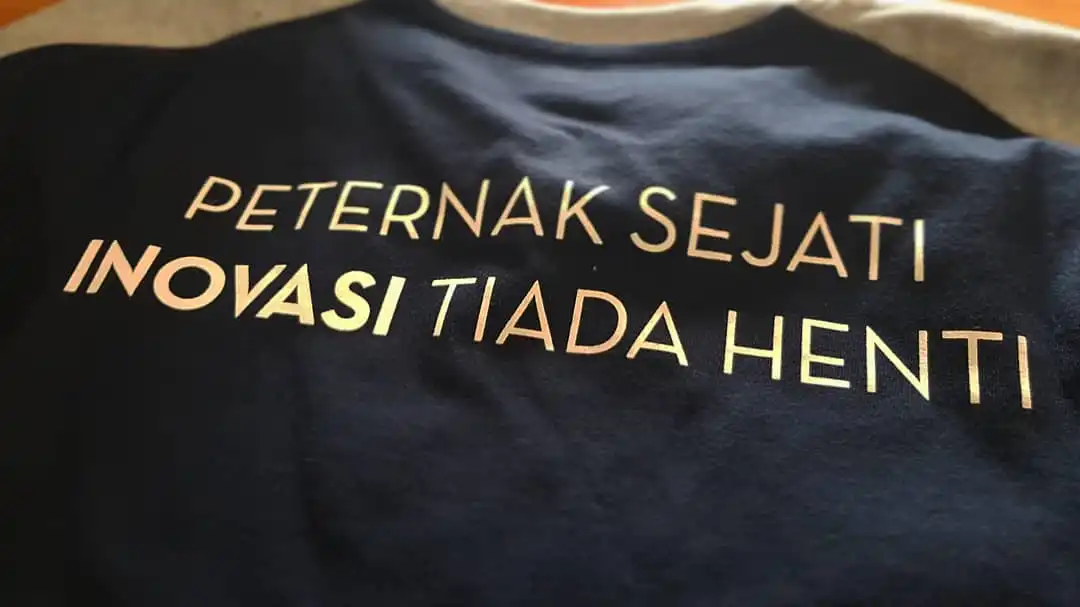 PETERNAK SEJATI
INOVASI TIADA HENTI